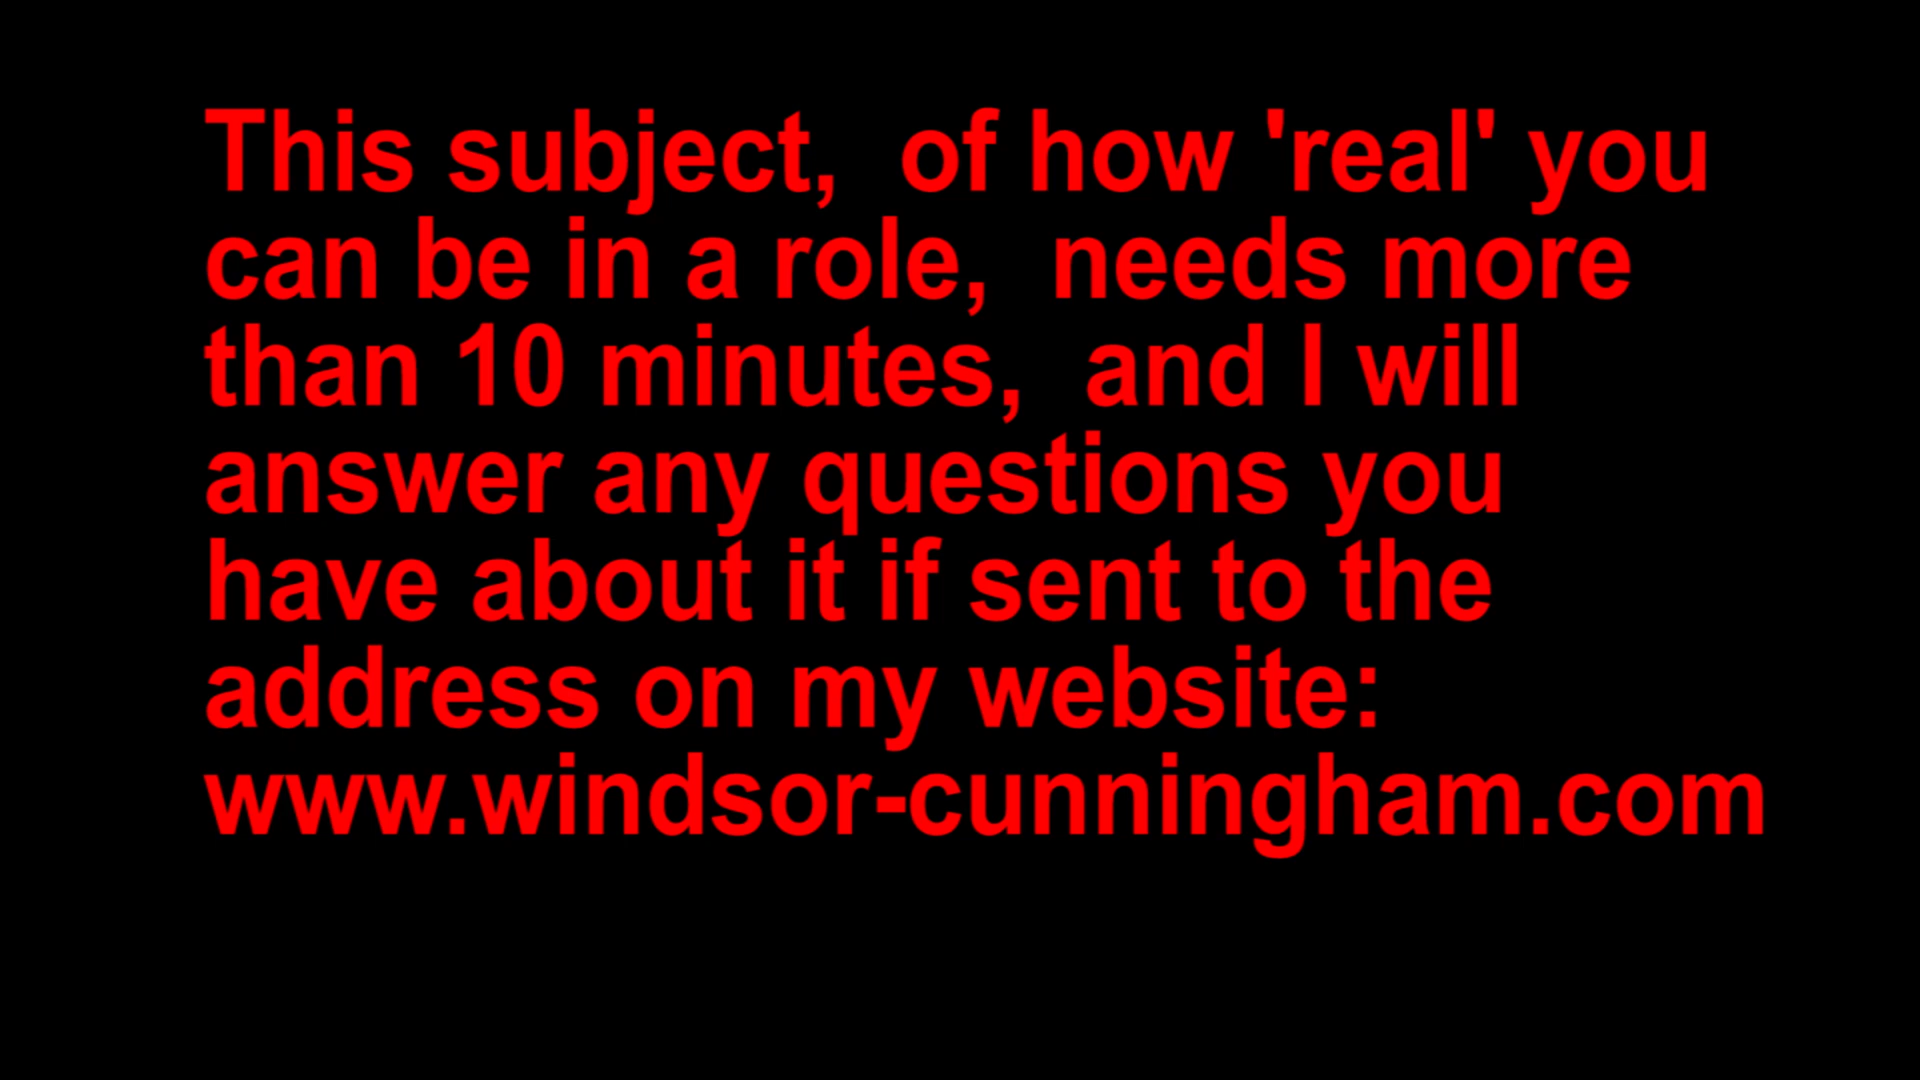 This subject,  of how 'real' you
can be in a role,  needs more
than 10 minutes,  and I will
answer any questions you
have about it if sent to the
address on my website:
www.windsor-cunningham.com